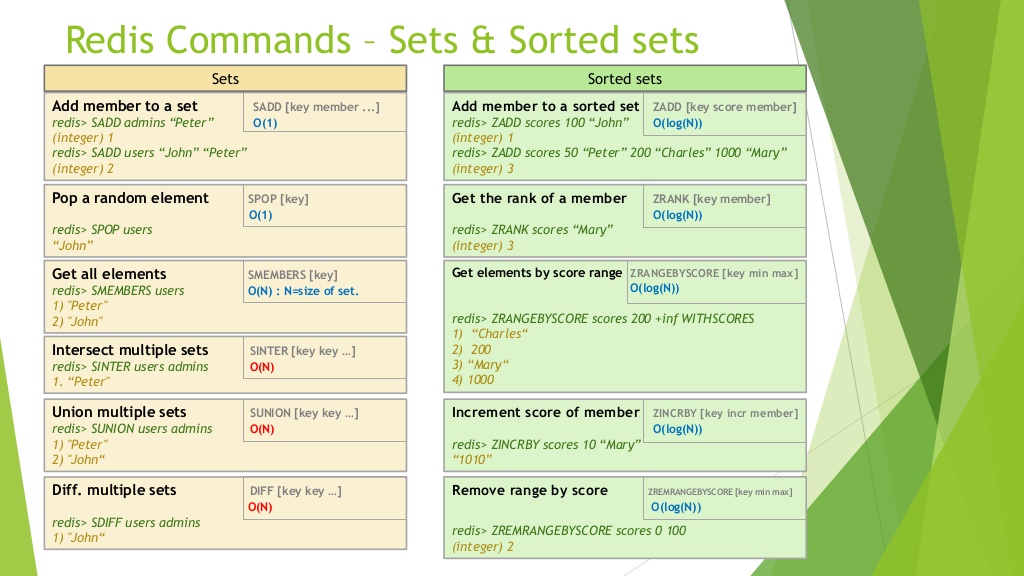 Redis Commands – Sets & Sorted sets
Sets
Add member to a set
SADD [key member ...]
O(1)
redis> SADD admins “Peter”
(integer) 1
redis> SADD users “John” “Peter”
(integer) 2
Pop a random element
SPOP [key]
O(1)
redis> SPOP users
“John”
Get all elements
SMEMBERS [key]
O(N) : N=size of set.
redis> SMEMBERS users
1) "Peter"
2) "John"
Intersect multiple sets
SINTER [key key …]
O(N)
redis> SINTER users admins
1. “Peter"
Union multiple sets
SUNION [key key …]
O(N)
redis> SUNION users admins
1) "Peter"
2) "John“
Diff. multiple sets
DIFF [key key …]
O(N)
redis> SDIFF users admins
1) "John“
Sorted sets
Add member to a sorted set
ZADD [key score member]
O(log(N))
redis> ZADD scores 100 “John”
(integer) 1
redis> ZADD scores 50 “Peter” 200 “Charles” 1000 “Mary”
(integer) 3
Get the rank of a member
ZRANK [key member]
O(log(N))
redis> ZRANK scores “Mary”
(integer) 3
Get elements by score range
ZRANGEBYSCORE [key min max]
O(log(N))
redis> ZRANGEBYSCORE scores 200 +inf WITHSCORES
1) “Charles“
2) 200
3) “Mary“
4) 1000
Increment score of member
ZINCRBY [key incr member]
O(log(N))
redis> ZINCRBY scores 10 “Mary”
“1010”
Remove range by score
ZREMRANGEBYSCORE [key min max]
O(log(N))
redis> ZREMRANGEBYSCORE scores 0 100
(integer) 2